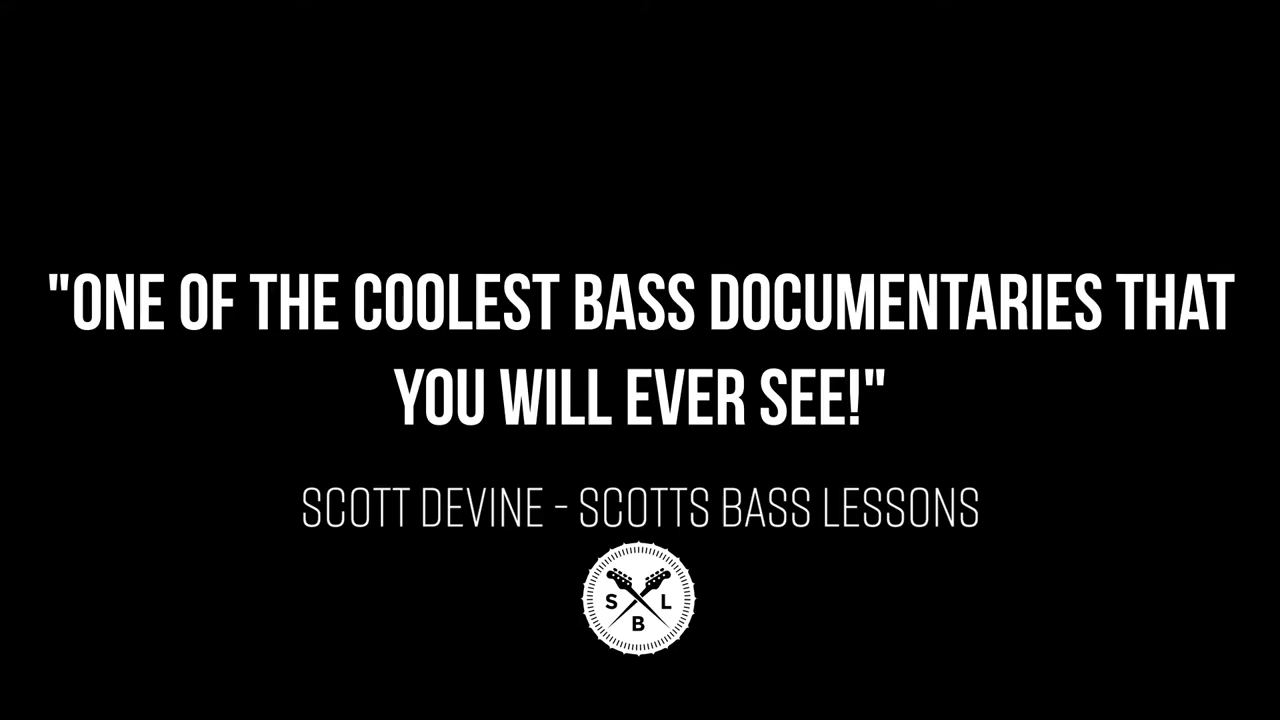 "ONE OF THE COOLEST BASS DOCUMENTARIES THAT
YOU WILL EVER SEE!"
SCOTT DEVINE - SCOTTS BASS LESSONS
S L
B